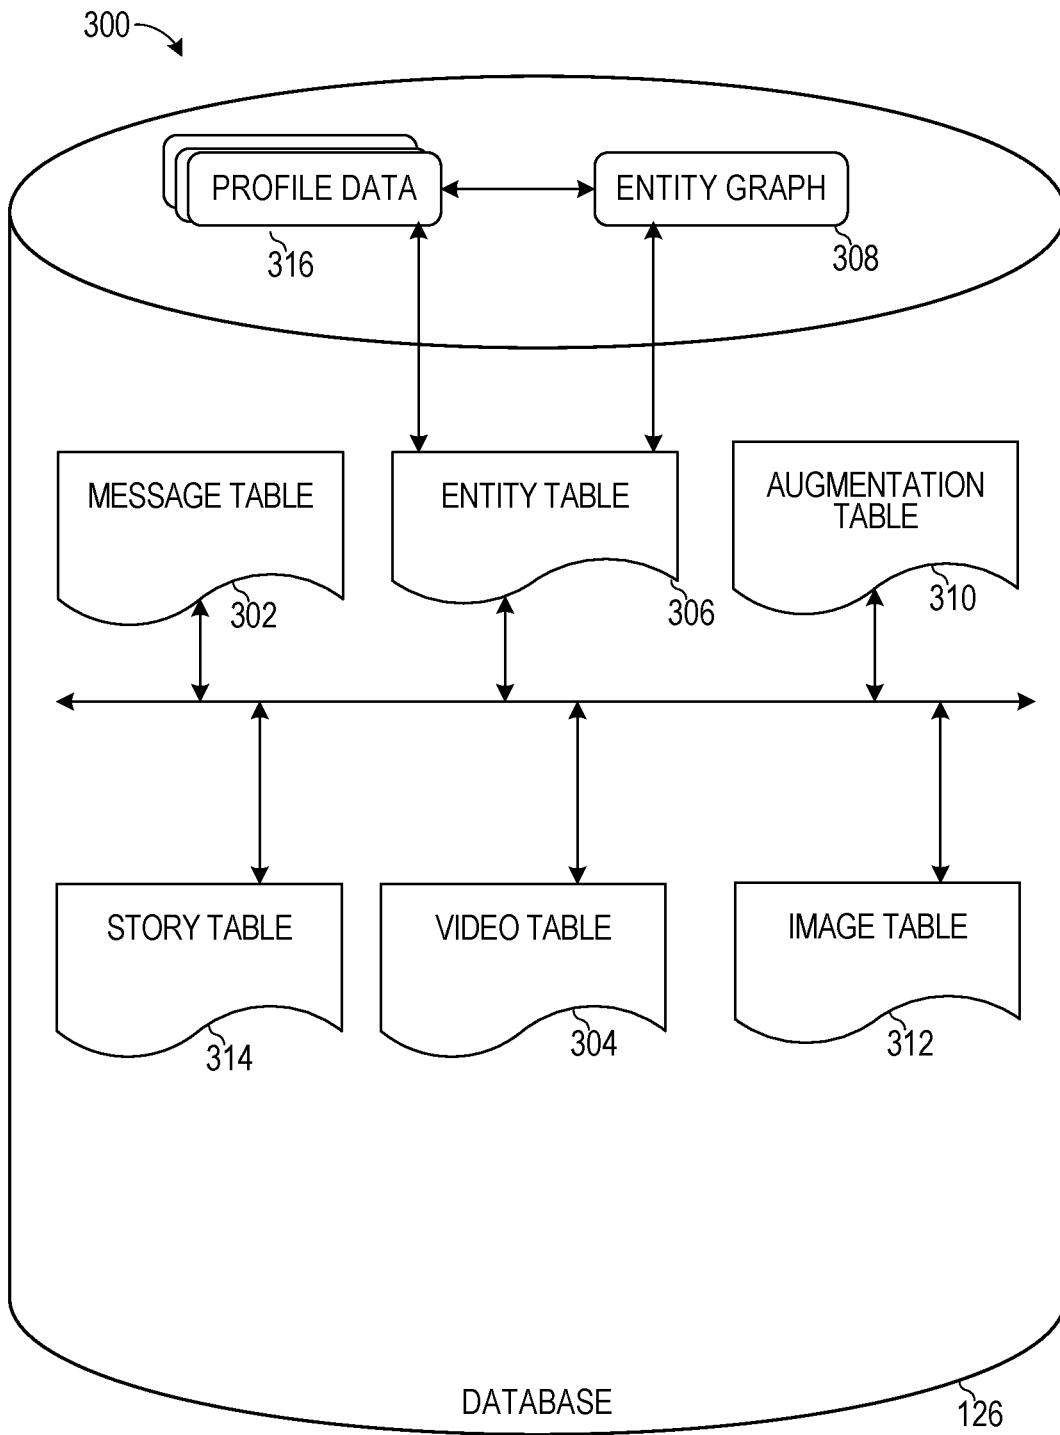 300
PROFILE DATA
ENTITY GRAPH
316
308
MESSAGE TABLE
ENTITY TABLE
AUGMENTATION
TABLE
302
306
310
STORY TABLE
VIDEO TABLE
IMAGE TABLE
314
304
312
DATABASE
126